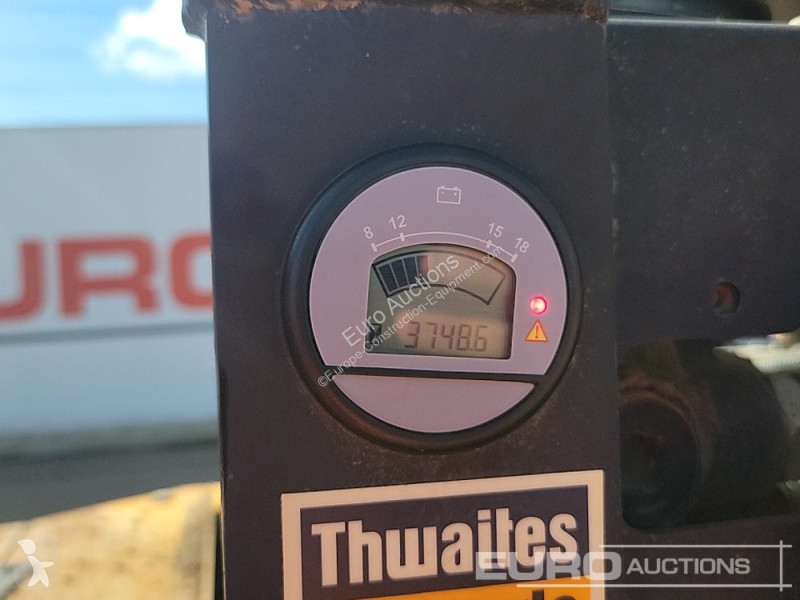 8 12 15 18
3748.6
Euro Auctions
©Europe-Construction-Equipment.com
URO
Thwaites
EURO AUCTIONS